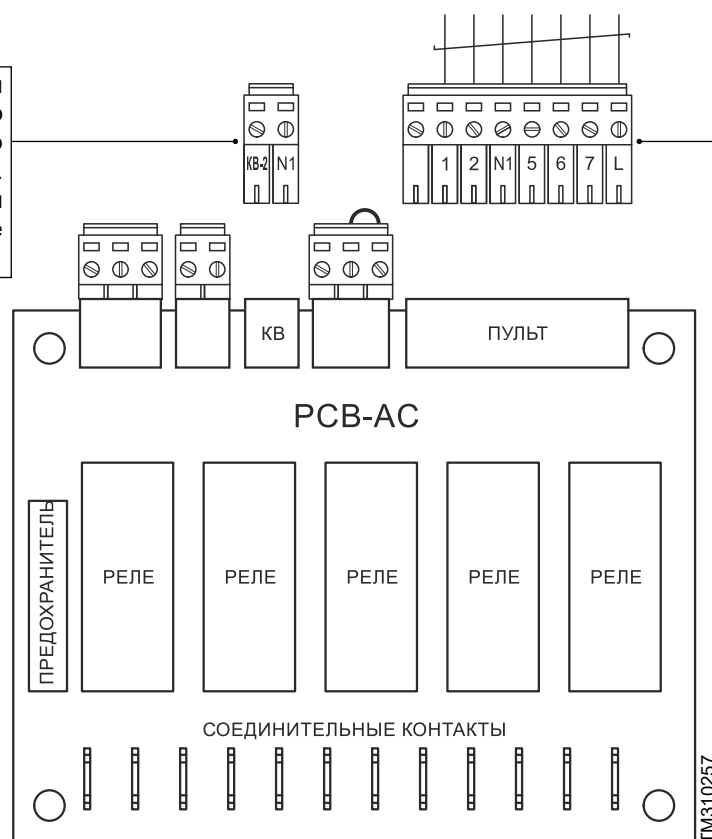 КВ-2 N1
1 2 N1 5 6 7 L
КВ ПУЛЬТ
PCB-AC
ПРЕДОХРАНИТЕЛЬ
РЕЛЕ РЕЛЕ РЕЛЕ РЕЛЕ РЕЛЕ
СОЕДИНИТЕЛЬНЫЕ КОНТАКТЫ
TM310257